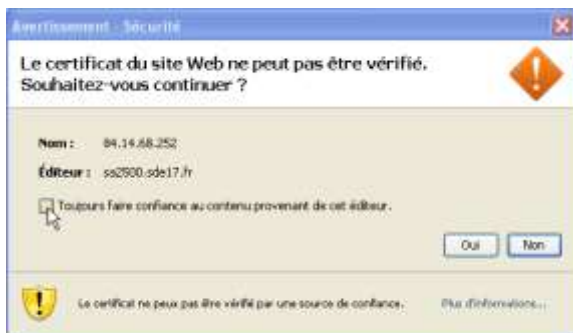 Avertissement - Sécurité
Le certificat du site Web ne peut pas être vérifié.
Souhaitez-vous continuer ?
Nom : 84.14.68.252
Éditeur : ss2500.sde17.fr
Toujours faire confiance au contenu provenant de cet éditeur.
Oui Non
Le certificat ne peux pas être vérifié par une source de confiance. Plus d'informations...